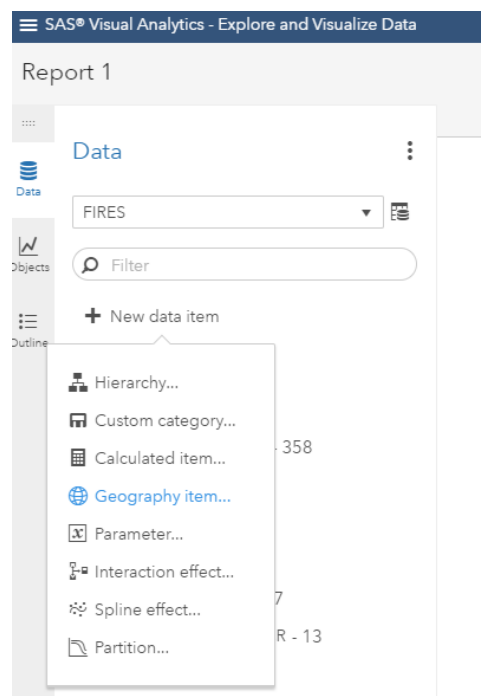 SAS® Visual Analytics - Explore and Visualize Data
Report 1
Data
Data
FIRES
Filter
Objects
+ New data item
Outline
Hierarchy...
Custom category...
- 358
Calculated item...
Geography item...
x Parameter...
Interaction effect...
7
Spline effect...
R - 13
Partition...